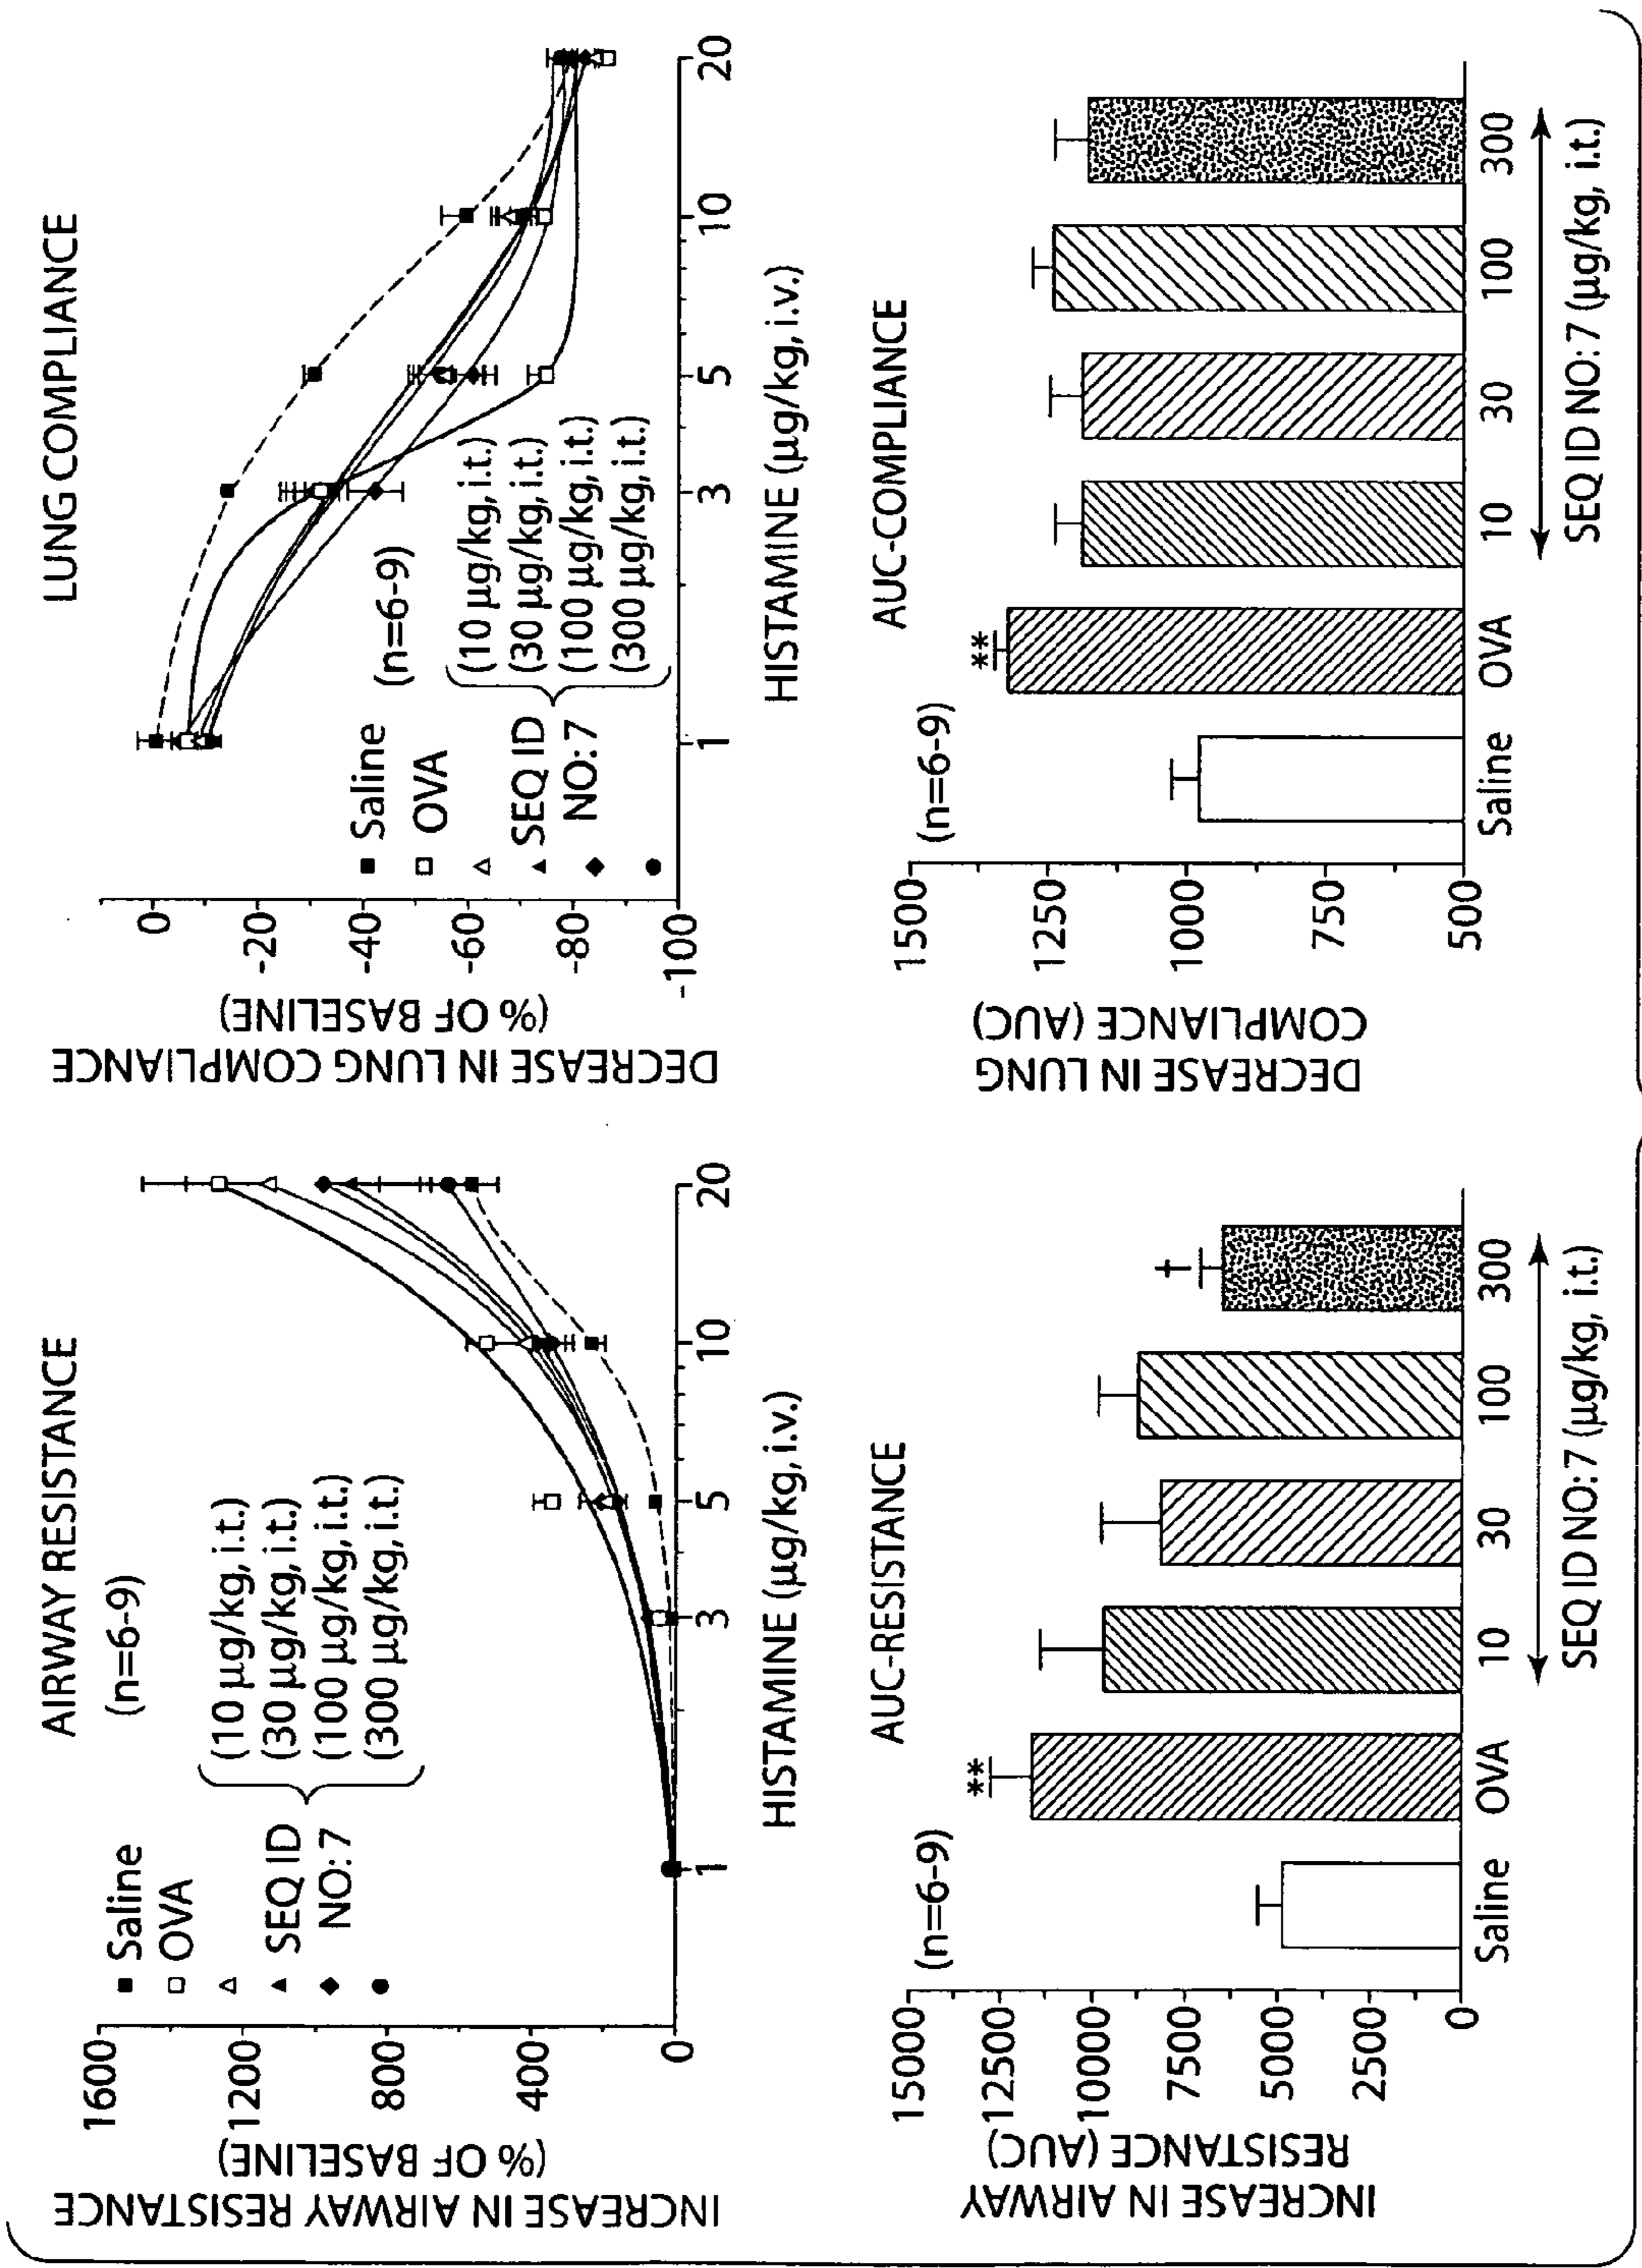 AIRWAY RESISTANCE
INCREASE IN AIRWAY RESISTANCE
(% OF BASELINE)
1600
1200
800
400
0
Saline
OVA
(n=6-9)
SEQ ID
NO:7
(10 µg/kg, i.t.)
(30 µg/kg, i.t.)
(100 µg/kg, i.t.)
(300 µg/kg, i.t.)
1 3 5 10 20
HISTAMINE (µg/kg, i.v.)
LUNG COMPLIANCE
DECREASE IN LUNG COMPLIANCE
(% OF BASELINE)
0
-20
-40
-60
-80
-100
Saline
OVA
(n=6-9)
SEQ ID
NO:7
(10 µg/kg, i.t.)
(30 µg/kg, i.t.)
(100 µg/kg, i.t.)
(300 µg/kg, i.t.)
1 3 5 10 20
HISTAMINE (µg/kg, i.v.)
AUC-RESISTANCE
INCREASE IN AIRWAY
RESISTANCE (AUC)
15000
12500
10000
7500
5000
2500
0
(n=6-9)
**
†
Saline OVA 10 30 100 300
SEQ ID NO:7 (µg/kg, i.t.)
AUC-COMPLIANCE
DECREASE IN LUNG
COMPLIANCE (AUC)
1500
1250
1000
750
500
(n=6-9)
**
Saline OVA 10 30 100 300
SEQ ID NO:7 (µg/kg, i.t.)